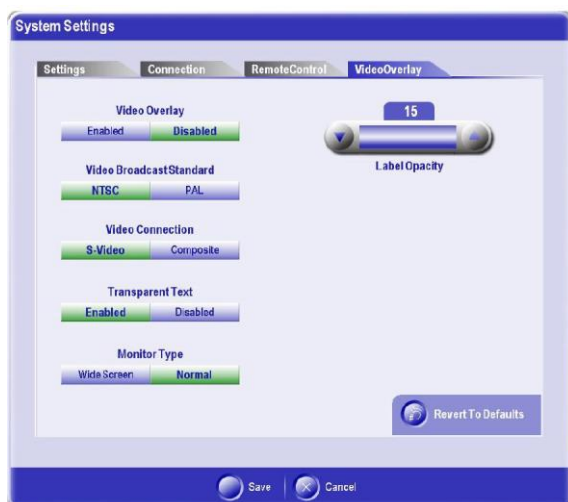 System Settings
Settings Connection RemoteControl VideoOverlay
Video Overlay
Enabled Disabled
15
Label Opacity
Video Broadcast Standard
NTSC PAL
Video Connection
S-Video Composite
Transparent Text
Enabled Disabled
Monitor Type
Wide Screen Normal
Revert To Defaults
Save Cancel